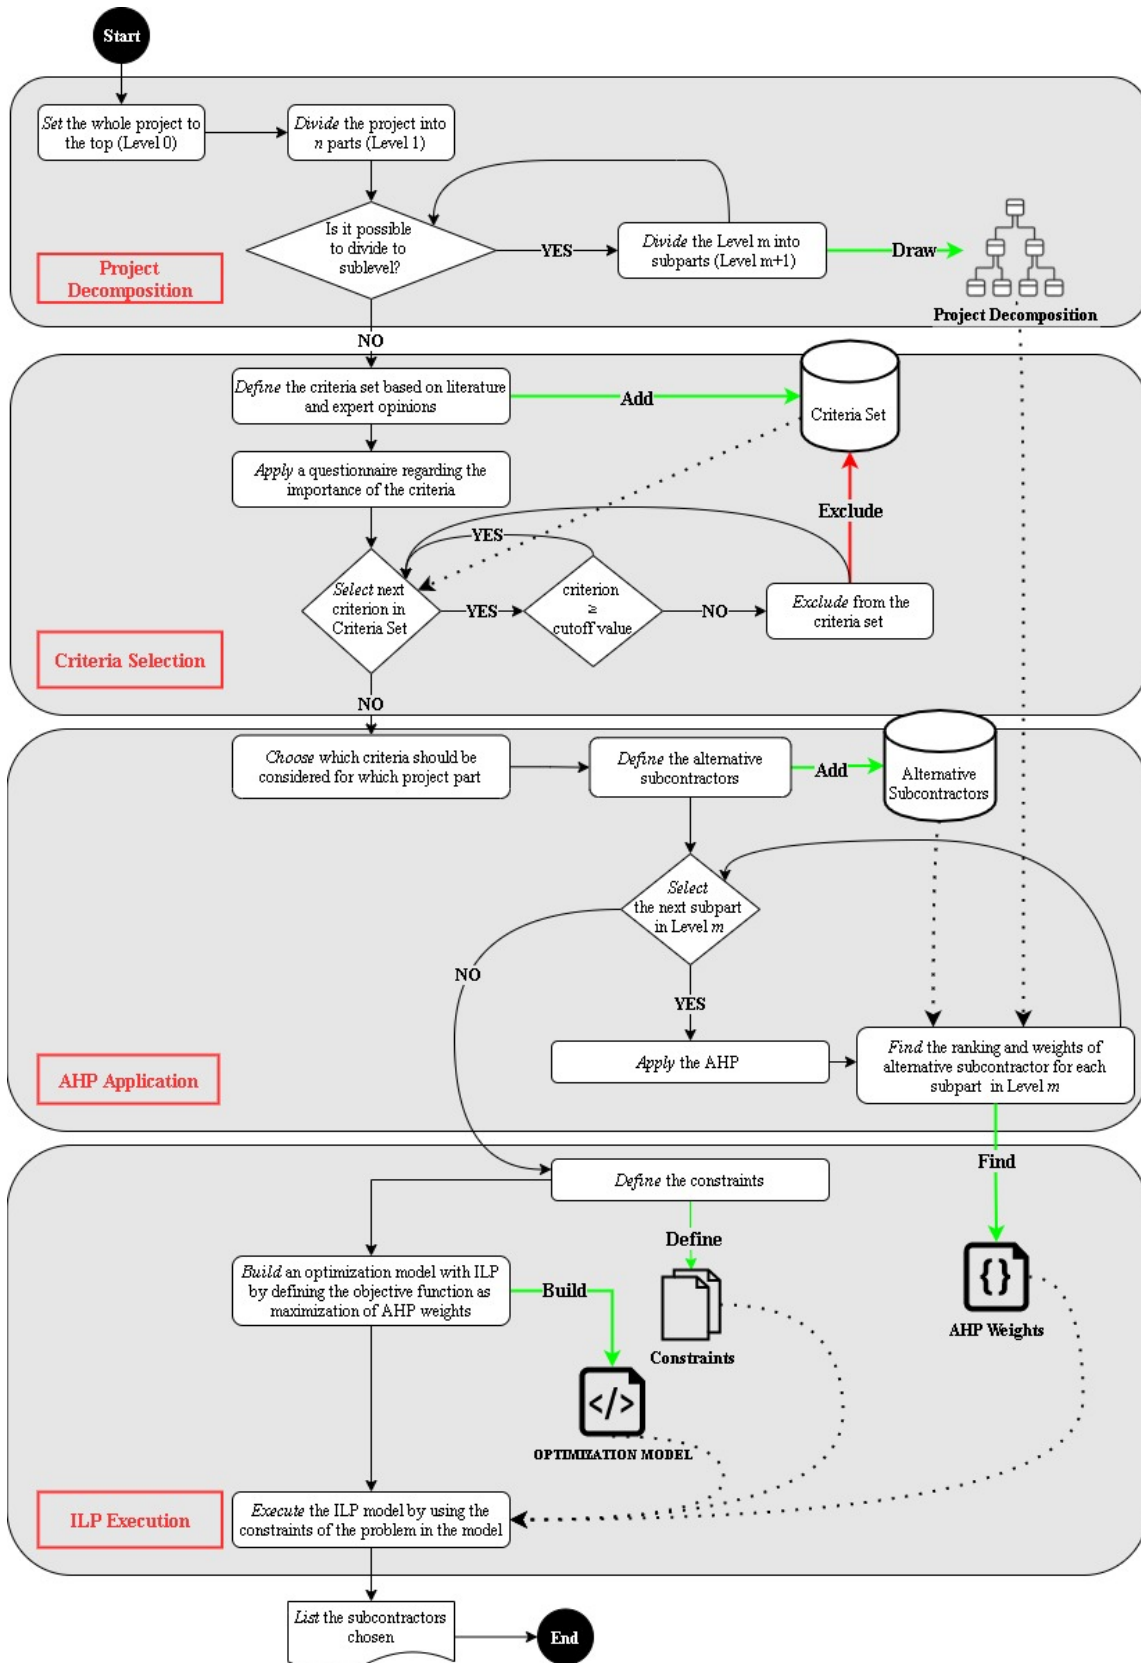 Start
Set the whole project to
the top (Level 0)
Divide the project into
n parts (Level 1)
Is it possible
to divide to
sublevel?
YES
Divide the Level m into
subparts (Level m+1)
Draw
Project Decomposition
Project
Decomposition
NO
Define the criteria set based on literature
and expert opinions
Add
Criteria Set
Apply a questionnaire regarding the
importance of the criteria
Exclude
YES
Select next
criterion in
Criteria Set
YES
criterion
≥
cutoff value
NO
Exclude from the
criteria set
Criteria Selection
NO
Choose which criteria should be
considered for which project part
Define the alternative
subcontractors
Add
Alternative
Subcontractors
Select
the next subpart
in Level m
NO
YES
Apply the AHP
Find the ranking and weights of
alternative subcontractor for each
subpart in Level m
AHP Application
Find
Define the constraints
Define
Build an optimization model with ILP
by defining the objective function as
maximization of AHP weights
Build
{}
AHP Weights
Constraints
</>
OPTIMIZATION MODEL
ILP Execution
Execute the ILP model by using the
constraints of the problem in the model
List the subcontractors
chosen
End